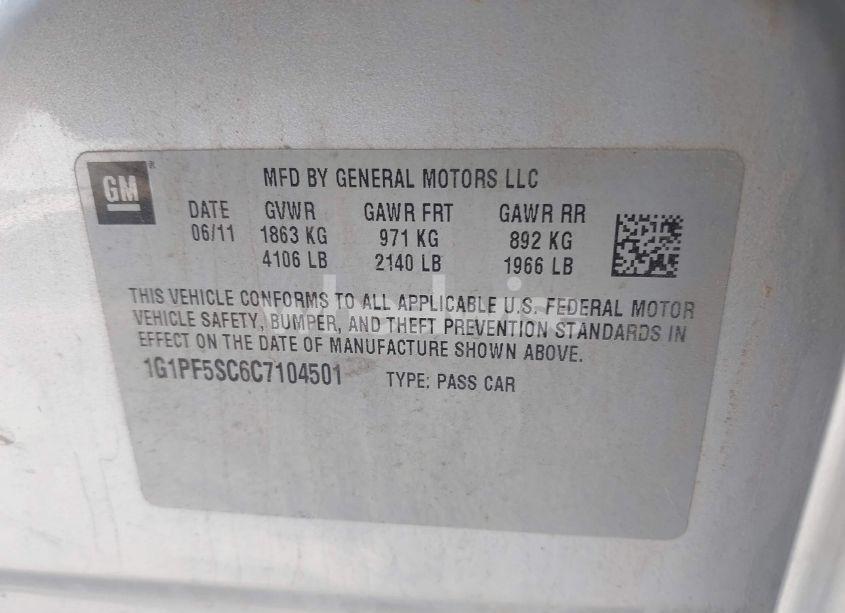 GM
MFD BY GENERAL MOTORS LLC
DATE GVWR GAWR FRT GAWR RR
06/11 1863 KG 971 KG 892 KG
4106 LB 2140 LB 1966 LB
THIS VEHICLE CONFORMS TO ALL APPLICABLE U.S. FEDERAL MOTOR
VEHICLE SAFETY, BUMPER, AND THEFT PREVENTION STANDARDS IN
EFFECT ON THE DATE OF MANUFACTURE SHOWN ABOVE.
1G1PF5SC6C7104501 TYPE: PASS CAR